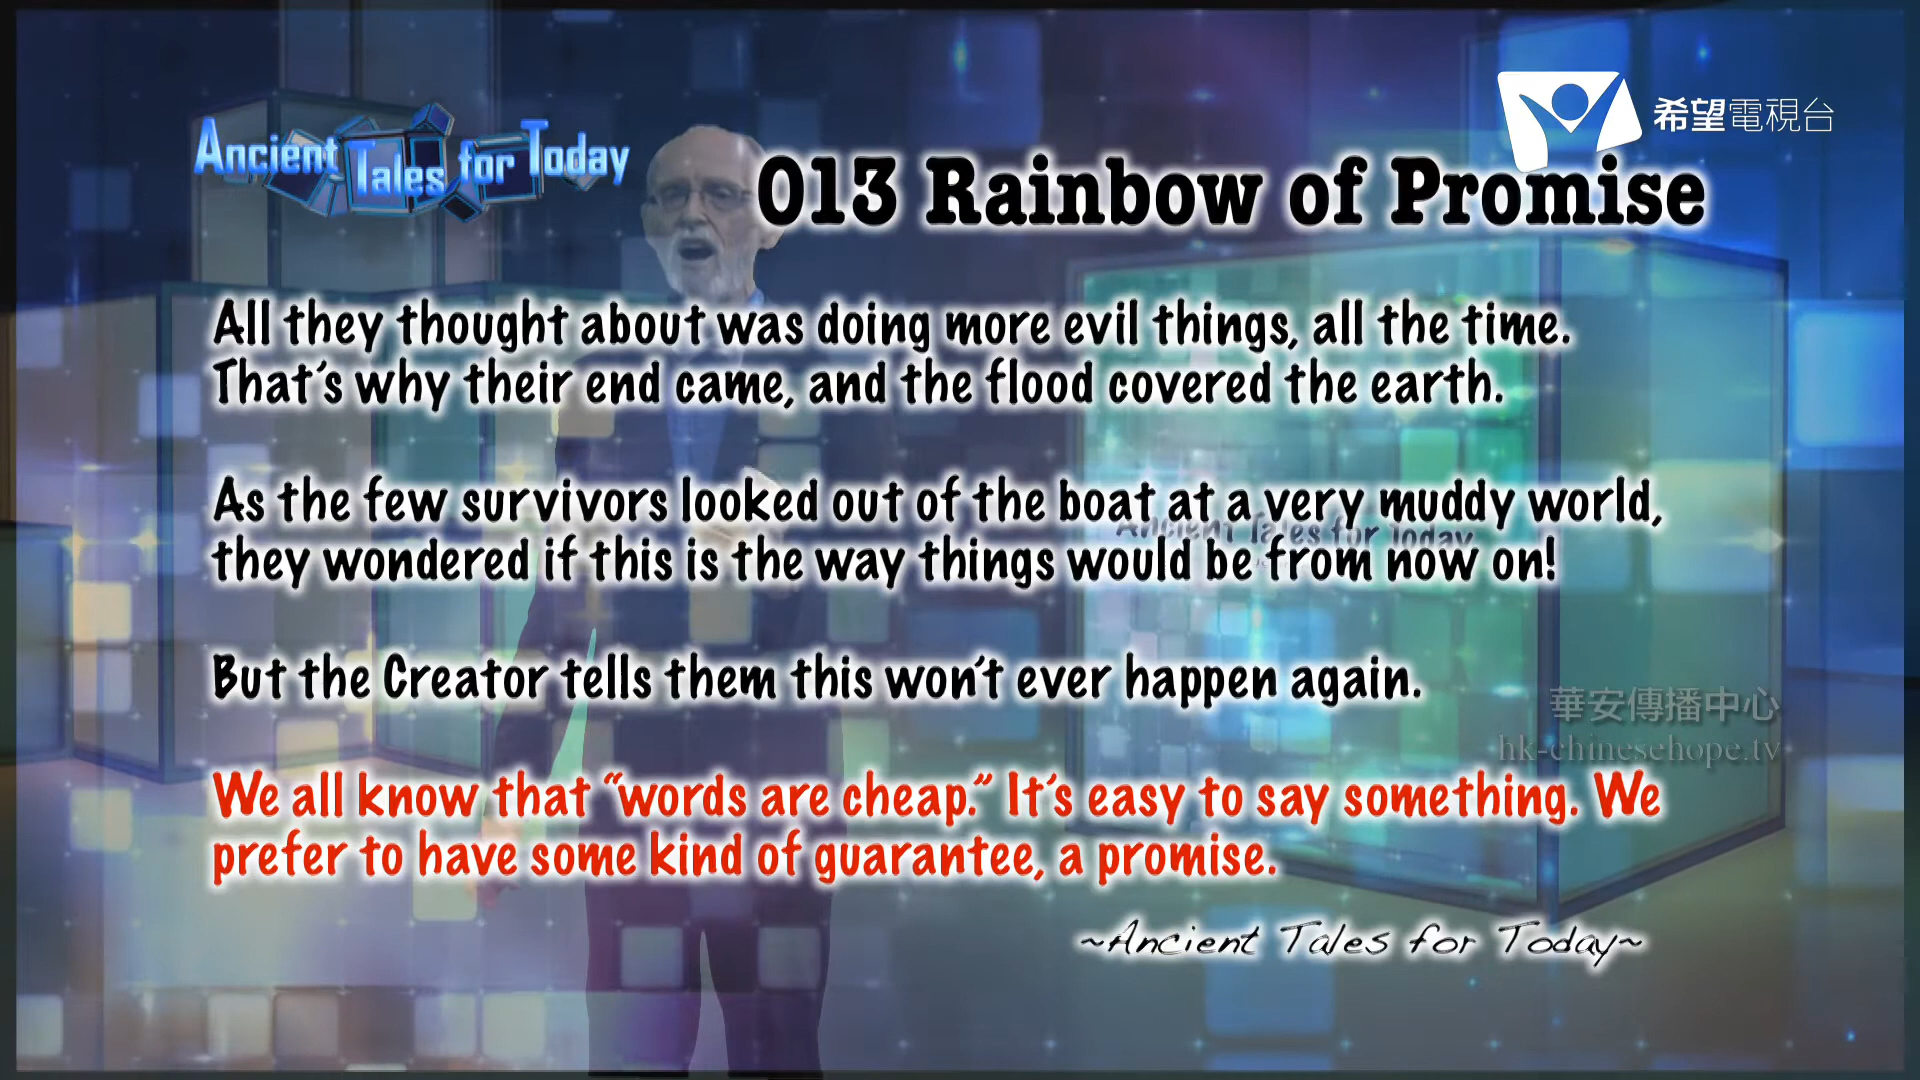 希望電視台
Ancient Tales for Today
013 Rainbow of Promise
All they thought about was doing more evil things, all the time.
That's why their end came, and the flood covered the earth.
As the few survivors looked out of the boat at a very muddy world,
Ancient Tales for Today
they wondered if this is the way things would be from now on!
But the Creator tells them this won't ever happen again.
華安傳播中心
hk-chinesehope.tv
We all know that “words are cheap.” It's easy to say something. We
prefer to have some kind of guarantee, a promise.
~Ancient Tales for Today~